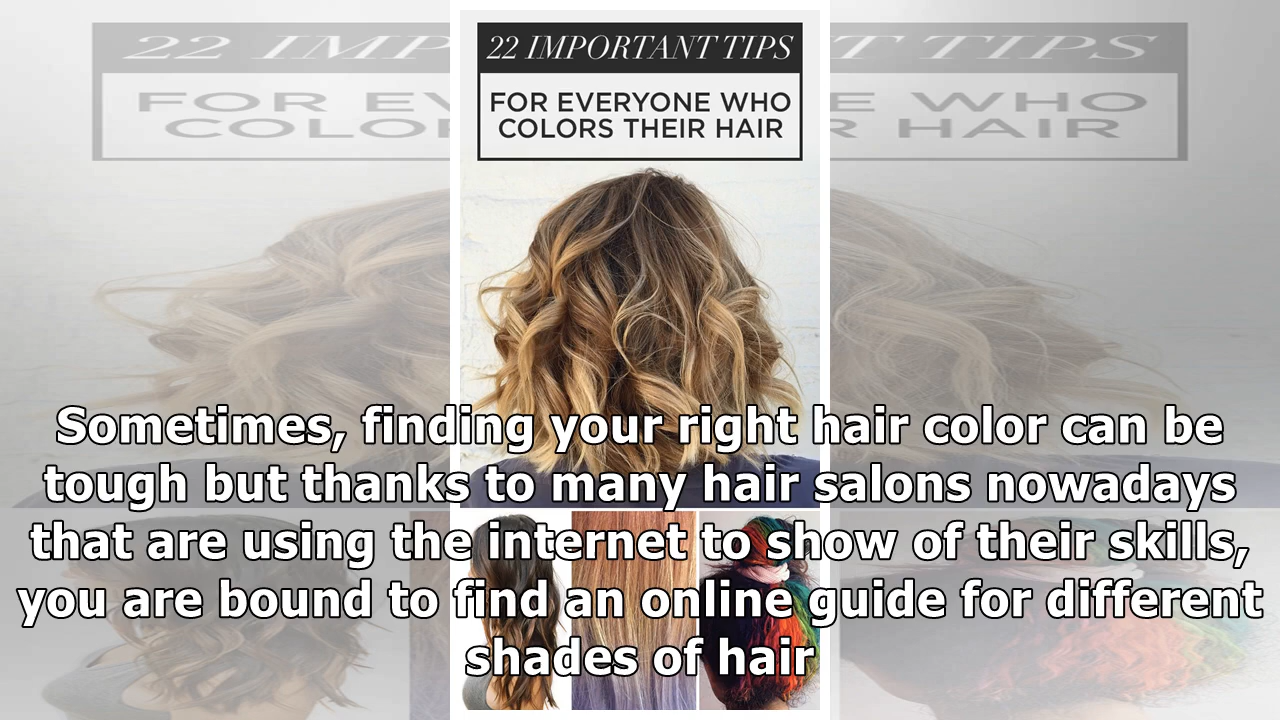 22 IMPORTANT TIPS
FOR EVERYONE WHO
COLORS THEIR HAIR
Sometimes, finding your right hair color can be
tough but thanks to many hair salons nowadays
that are using the internet to show of their skills,
you are bound to find an online guide for different
shades of hair